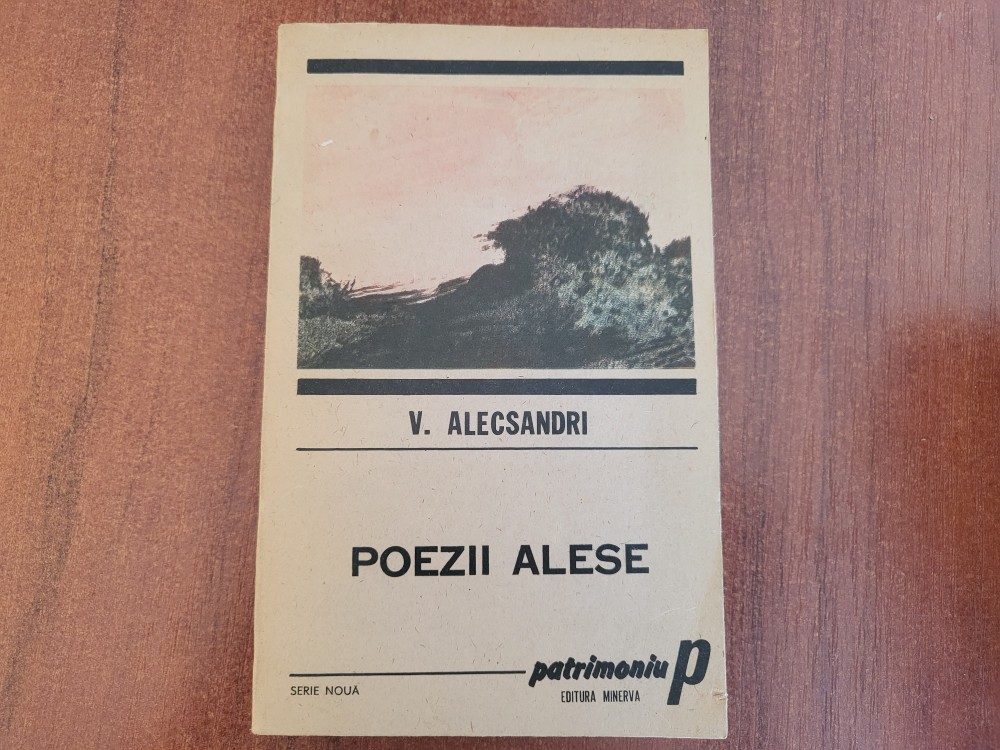 V. ALECSANDRI
POEZII ALESE
patrimoniu P
SERIE NOUĂ
EDITURA MINERVA